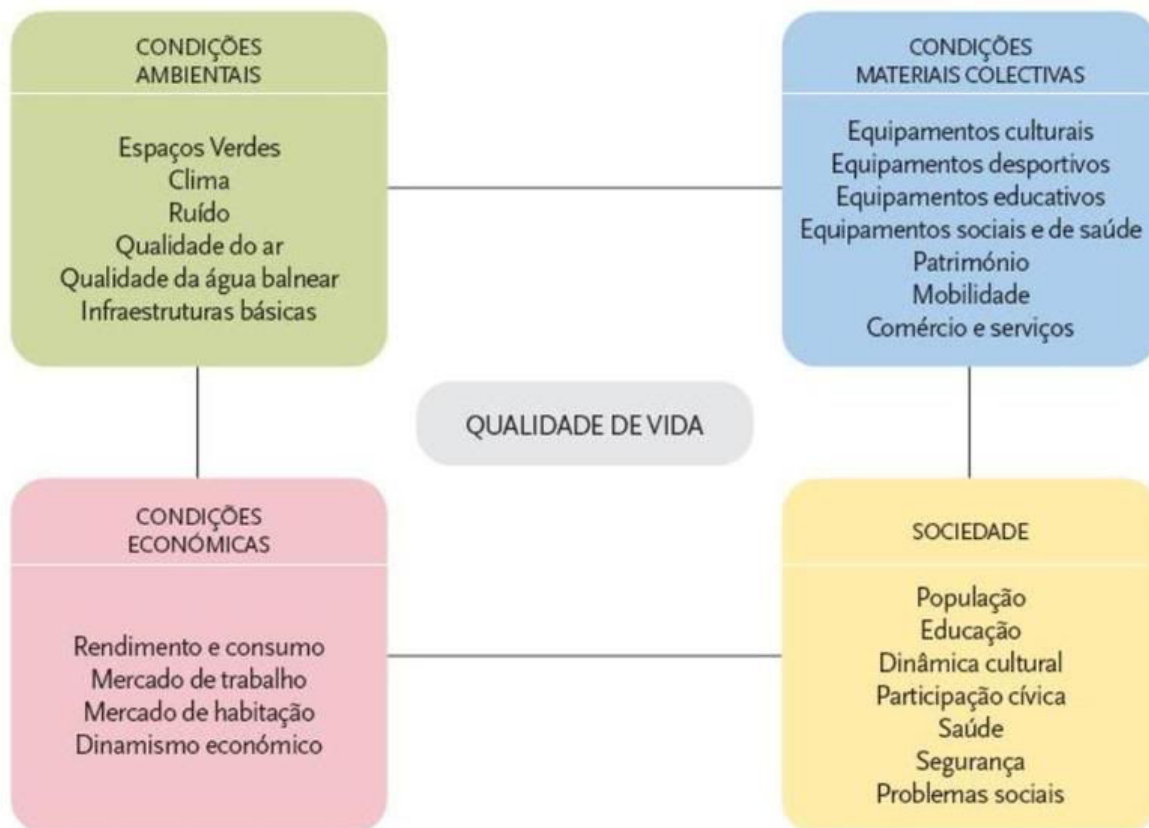 CONDIÇÕES
AMBIENTAIS
Espaços Verdes
Clima
Ruído
Qualidade do ar
Qualidade da água balnear
Infraestruturas básicas
CONDIÇÕES
MATERIAIS COLECTIVAS
Equipamentos culturais
Equipamentos desportivos
Equipamentos educativos
Equipamentos sociais e de saúde
Património
Mobilidade
Comércio e serviços
QUALIDADE DE VIDA
CONDIÇÕES
ECONÓMICAS
Rendimento e consumo
Mercado de trabalho
Mercado de habitação
Dinamismo económico
SOCIEDADE
População
Educação
Dinâmica cultural
Participação cívica
Saúde
Segurança
Problemas sociais